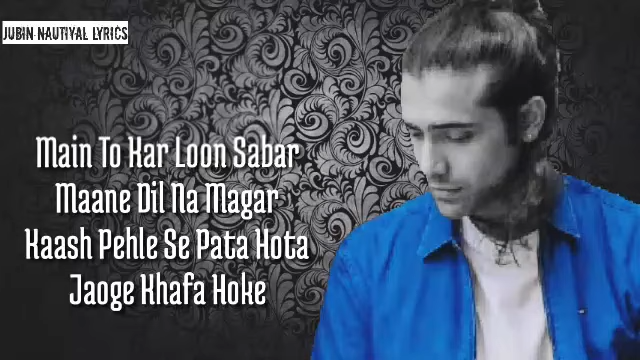 JUBIN NAUTIYAL LYRICS
Main To Kar Loon Sabar
Maane Dil Na Magar
Kaash Pehle Se Pata Hota
Jaoge Khafa Hoke